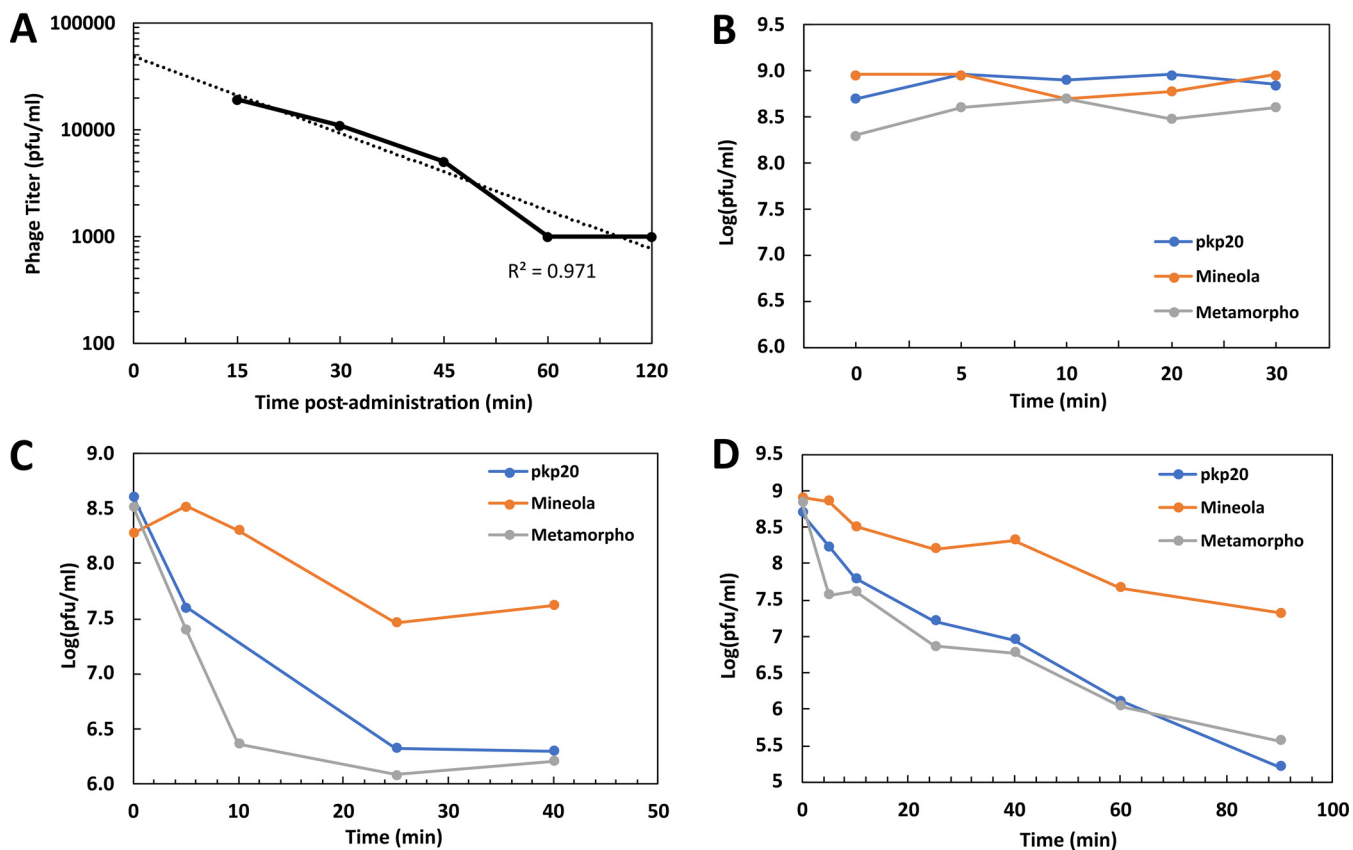 A
Phage Titer (pfu/ml)
100000
10000
1000
100
R² = 0.971
0 15 30 45 60 120
Time post-administration (min)
B
Log(pfu/ml)
9.5
9.0
8.5
8.0
7.5
7.0
6.5
6.0
pkp20
Mineola
Metamorpho
0 5 10 20 30
Time (min)
C
Log(pfu/ml)
9.0
8.5
8.0
7.5
7.0
6.5
6.0
pkp20
Mineola
Metamorpho
0 10 20 30 40 50
Time (min)
D
Log(pfu/ml)
9.5
9
8.5
8
7.5
7
6.5
6
5.5
5
pkp20
Mineola
Metamorpho
0 20 40 60 80 100
Time (min)